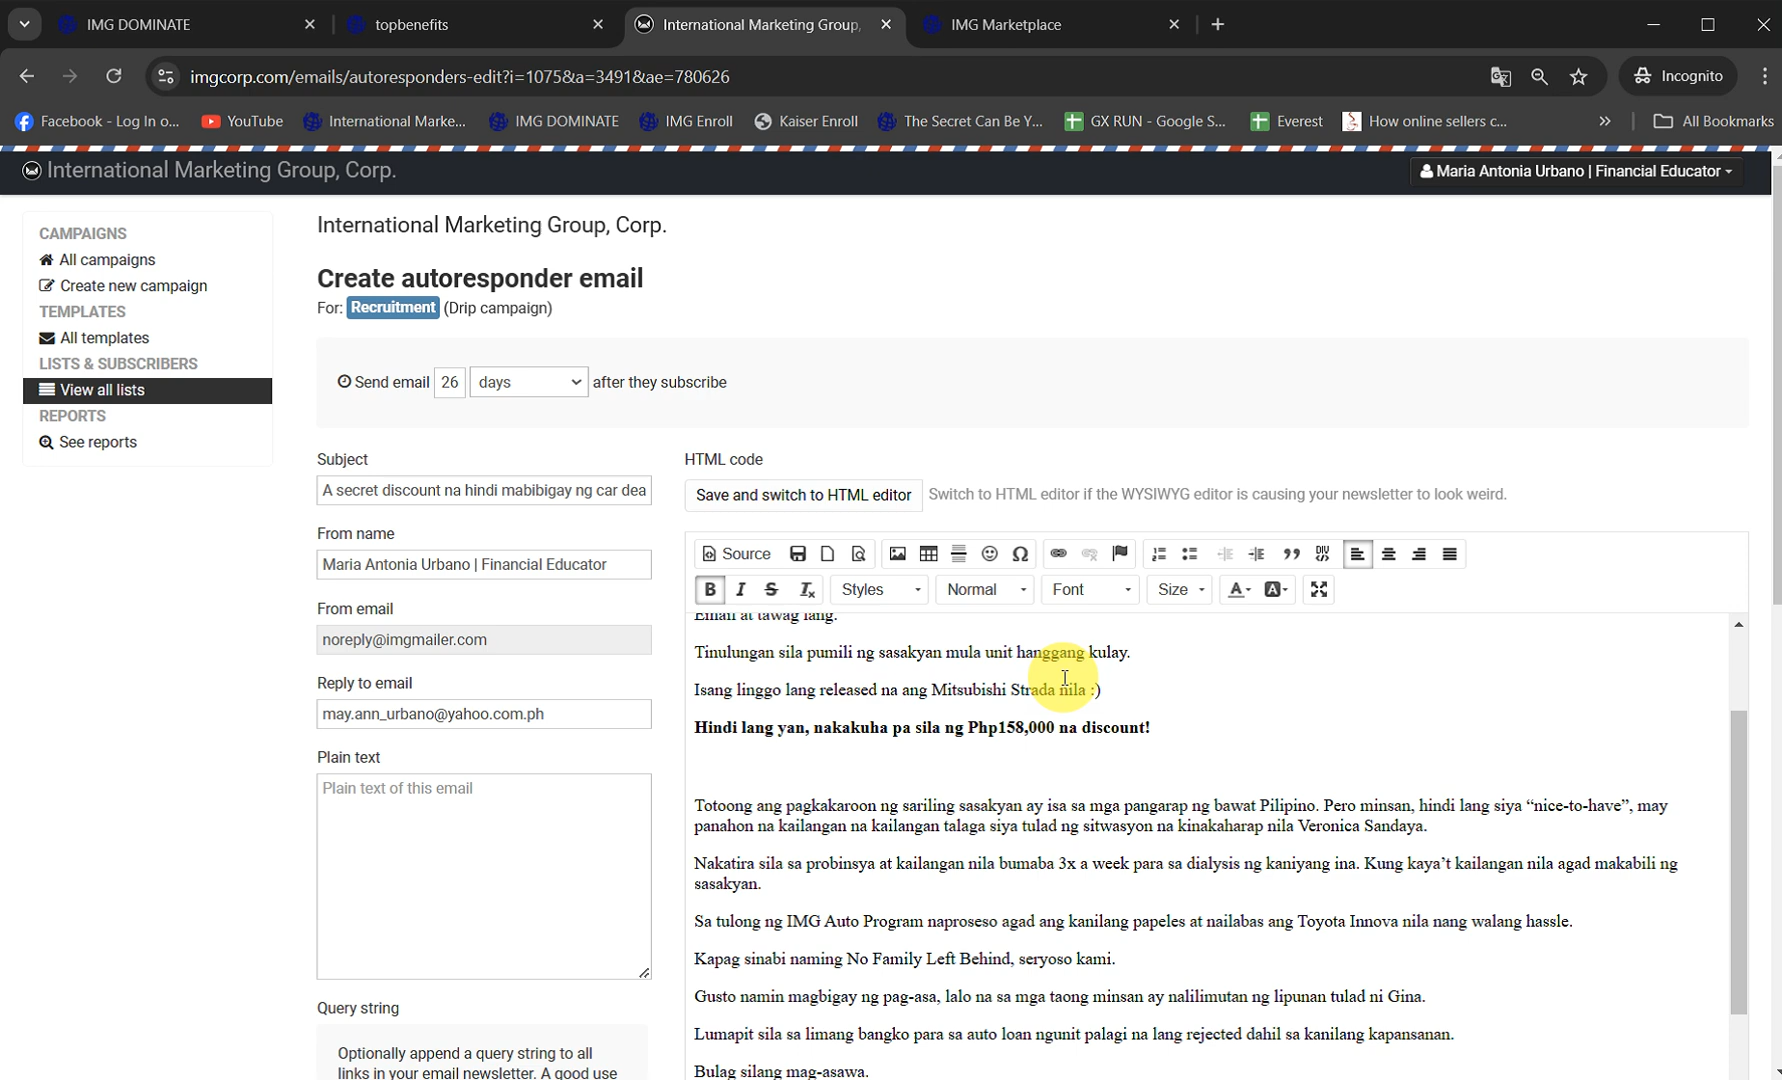 IMG DOMINATE
topbenefits
International Marketing Group,
IMG Marketplace
imgcorp.com/emails/autoresponders-edit?i=1075&a=3491&ae=780626
Incognito
Facebook - Log In o...
YouTube
International Marke...
IMG DOMINATE
IMG Enroll
Kaiser Enroll
The Secret Can Be Y...
GX RUN - Google S...
Everest
How online sellers c...
All Bookmarks
International Marketing Group, Corp.
Maria Antonia Urbano | Financial Educator
CAMPAIGNS
All campaigns
Create new campaign
TEMPLATES
All templates
LISTS & SUBSCRIBERS
View all lists
REPORTS
See reports
International Marketing Group, Corp.
Create autoresponder email
For: Recruitment (Drip campaign)
Send email 26 days after they subscribe
Subject
A secret discount na hindi mabibigay ng car dea
From name
Maria Antonia Urbano | Financial Educator
From email
noreply@imgmailer.com
Reply to email
may.ann_urbano@yahoo.com.ph
Plain text
Plain text of this email
Query string
Optionally append a query string to all
links in your email newsletter. A good use
HTML code
Save and switch to HTML editor Switch to HTML editor if the WYSIWYG editor is causing your newsletter to look weird.
Source
Styles Normal Font Size
Email at tawag lang.
Tinulungan sila pumili ng sasakyan mula unit hanggang kulay.
Isang linggo lang released na ang Mitsubishi Strada nila :)
Hindi lang yan, nakakuha pa sila ng Php158,000 na discount!
Totoong ang pagkakaroon ng sariling sasakyan ay isa sa mga pangarap ng bawat Pilipino. Pero minsan, hindi lang siya “nice-to-have”, may
panahon na kailangan na kailangan talaga siya tulad ng sitwasyon na kinakaharap nila Veronica Sandaya.
Nakatira sila sa probinsya at kailangan nila bumaba 3x a week para sa dialysis ng kaniyang ina. Kung kaya’t kailangan nila agad makabili ng
sasakyan.
Sa tulong ng IMG Auto Program naproseso agad ang kanilang papeles at nailabas ang Toyota Innova nila nang walang hassle.
Kapag sinabi naming No Family Left Behind, seryoso kami.
Gusto namin magbigay ng pag-asa, lalo na sa mga taong minsan ay nalilimutan ng lipunan tulad ni Gina.
Lumapit sila sa limang bangko para sa auto loan ngunit palagi na lang rejected dahil sa kanilang kapansanan.
Bulag silang mag-asawa.